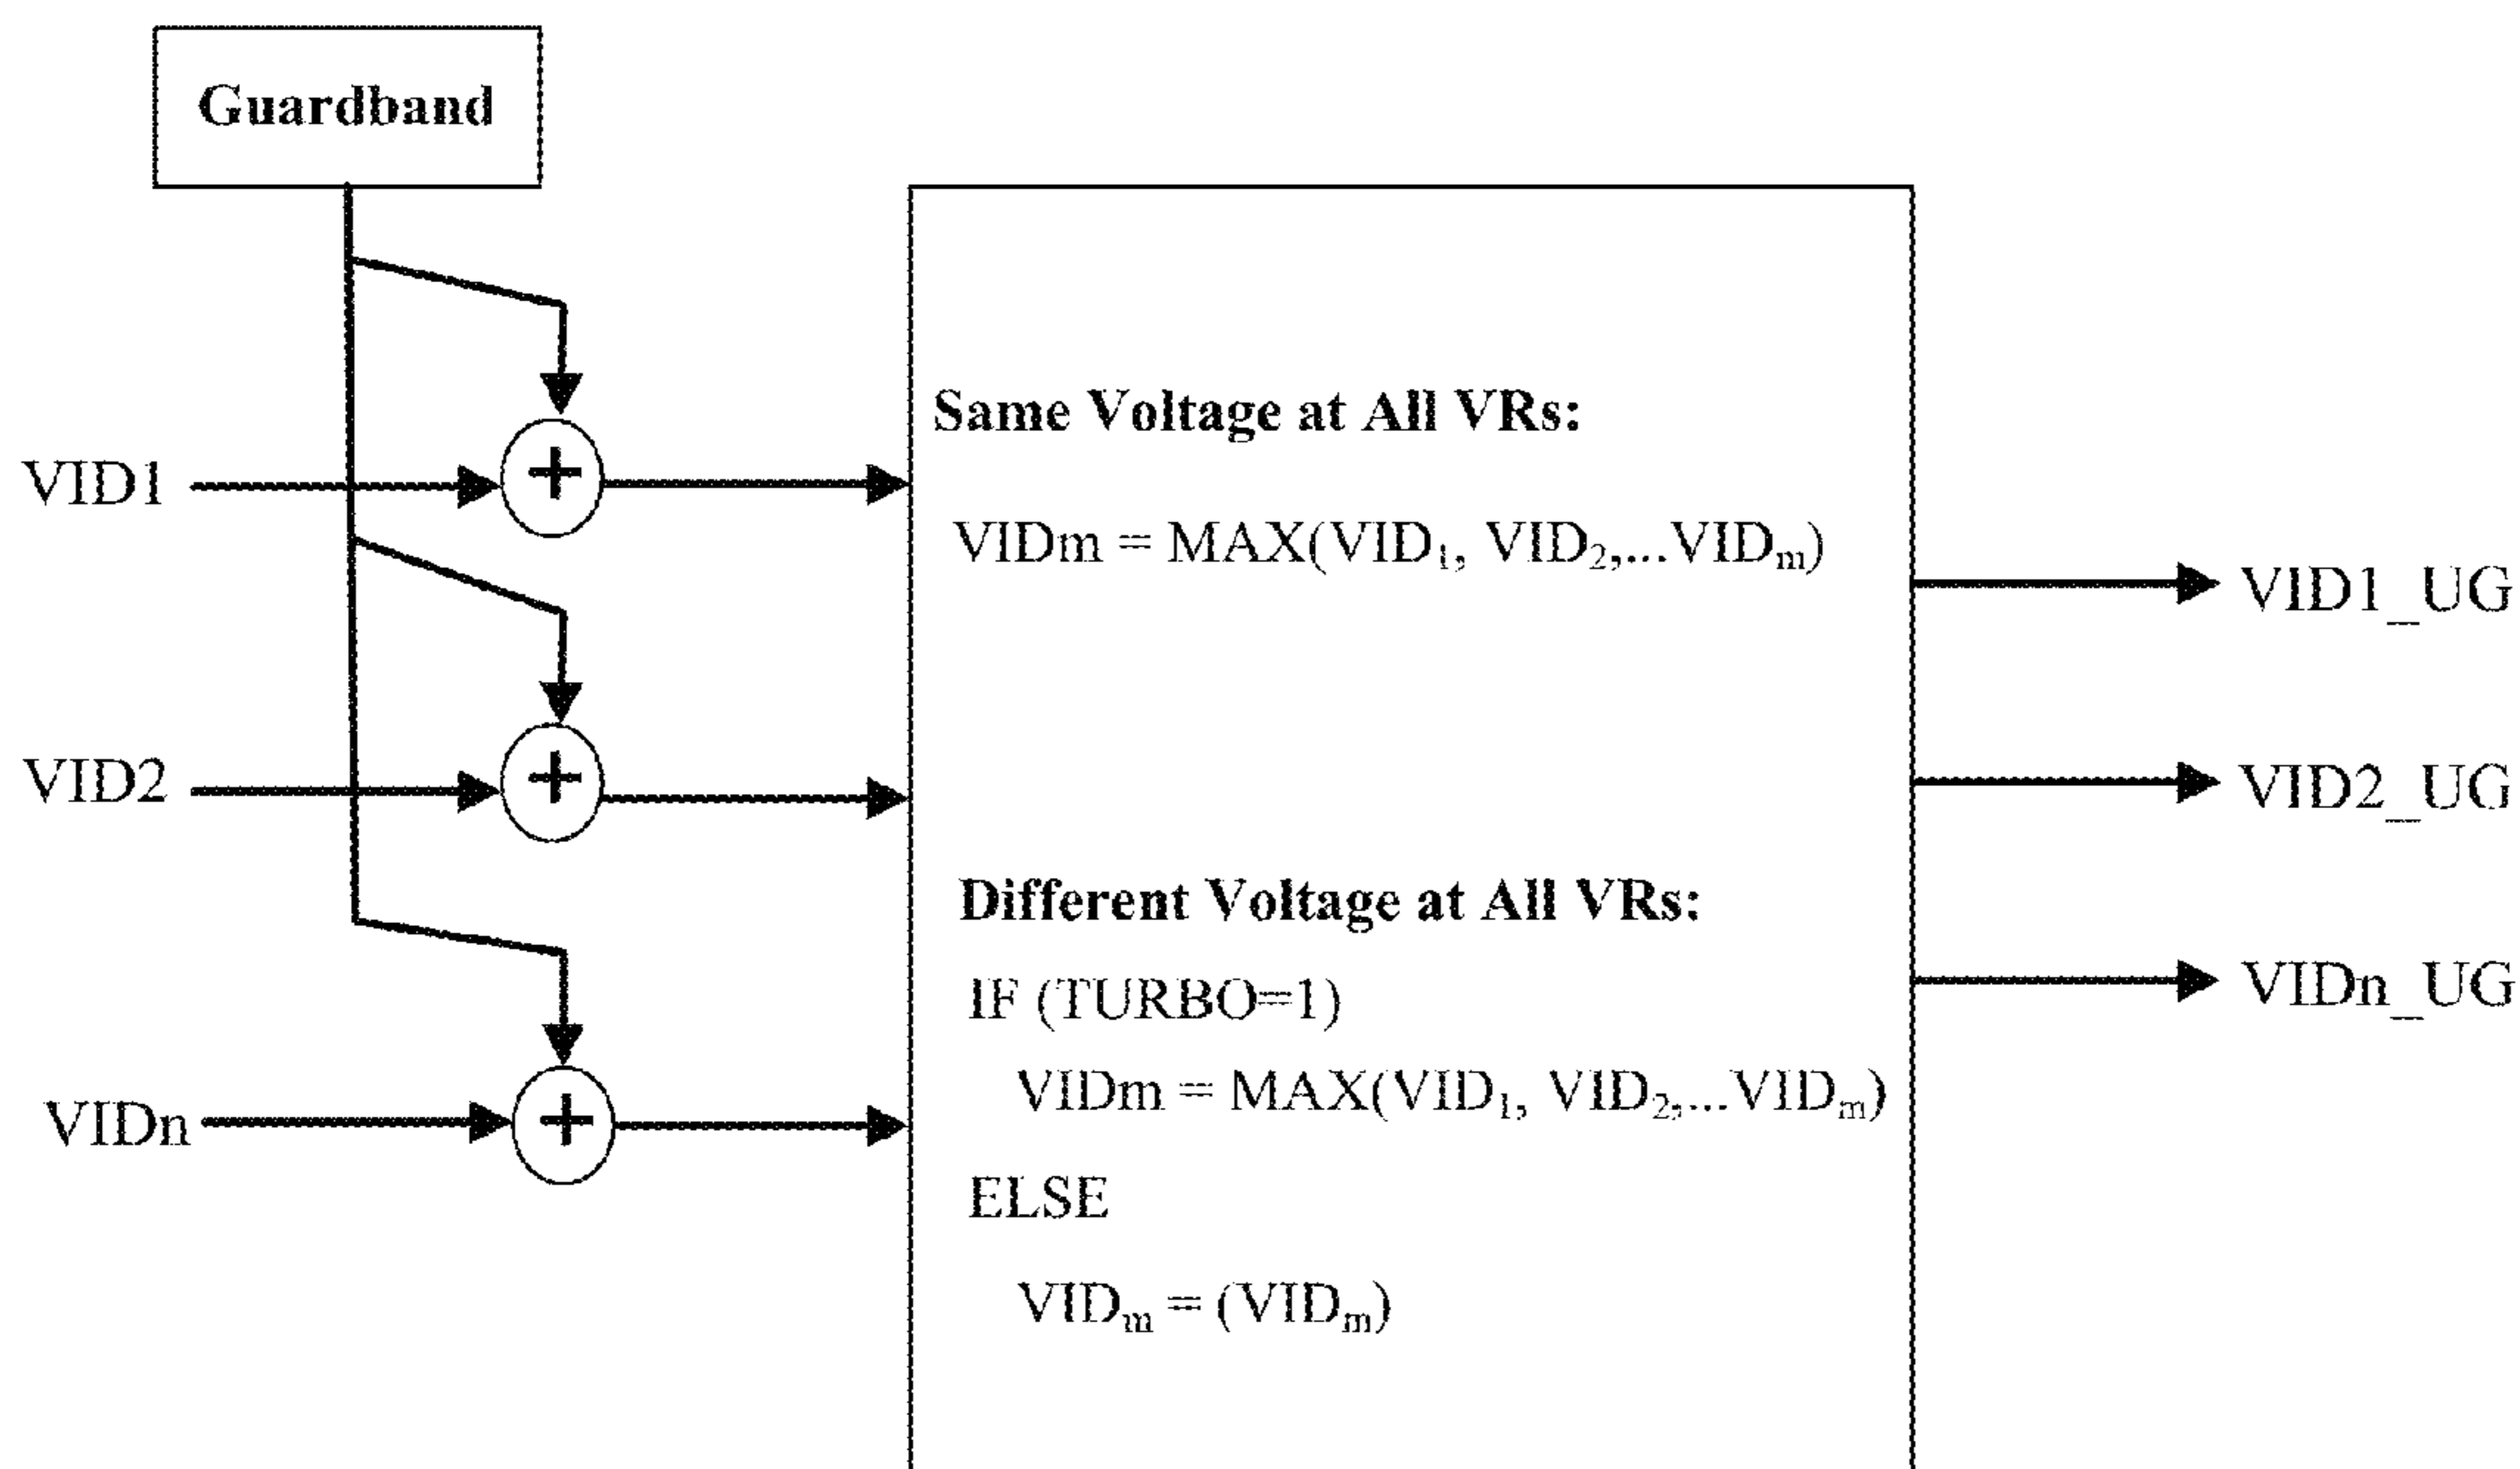 Guardband
VID1
+
VID2
+
VIDn
+
Same Voltage at All VRs:
VIDm = MAX(VID₁, VID₂,...VIDₘ)
Different Voltage at All VRs:
IF (TURBO=1)
VIDm = MAX(VID₁, VID₂,...VIDₘ)
ELSE
VIDₘ = (VIDₘ)
VID1_UG
VID2_UG
VIDn_UG